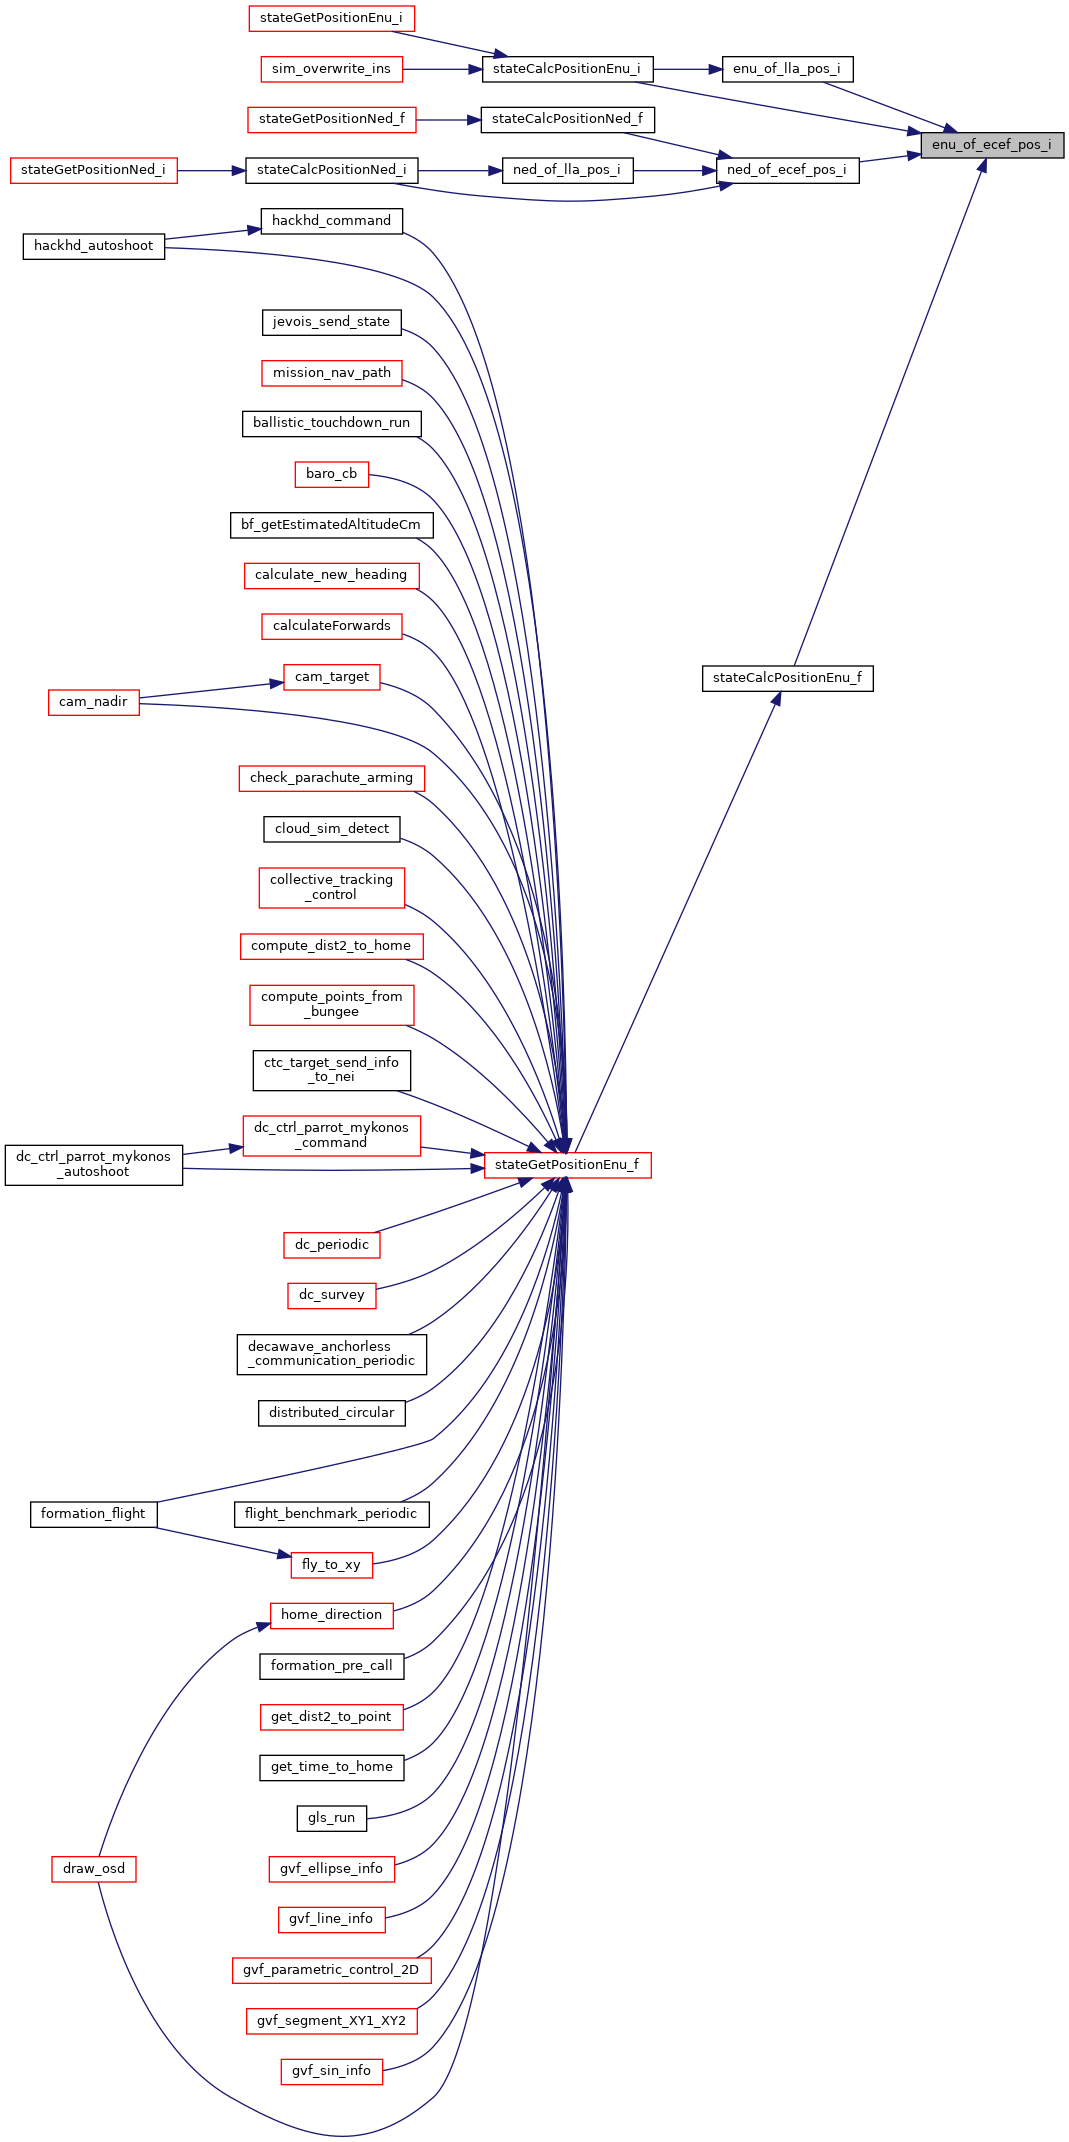 stateGetPositionEnu_i
sim_overwrite_ins
stateCalcPositionEnu_i
enu_of_lla_pos_i
stateGetPositionNed_f
stateCalcPositionNed_f
enu_of_ecef_pos_i
stateGetPositionNed_i
stateCalcPositionNed_i
ned_of_lla_pos_i
ned_of_ecef_pos_i
hackhd_command
hackhd_autoshoot
jevois_send_state
mission_nav_path
ballistic_touchdown_run
baro_cb
bf_getEstimatedAltitudeCm
calculate_new_heading
calculateForwards
cam_target
stateCalcPositionEnu_f
cam_nadir
check_parachute_arming
cloud_sim_detect
collective_tracking
_control
compute_dist2_to_home
compute_points_from
_bungee
ctc_target_send_info
_to_nei
dc_ctrl_parrot_mykonos
_command
dc_ctrl_parrot_mykonos
_autoshoot
stateGetPositionEnu_f
dc_periodic
dc_survey
decawave_anchorless
_communication_periodic
distributed_circular
formation_flight
flight_benchmark_periodic
fly_to_xy
home_direction
formation_pre_call
get_dist2_to_point
get_time_to_home
gls_run
draw_osd
gvf_ellipse_info
gvf_line_info
gvf_parametric_control_2D
gvf_segment_XY1_XY2
gvf_sin_info